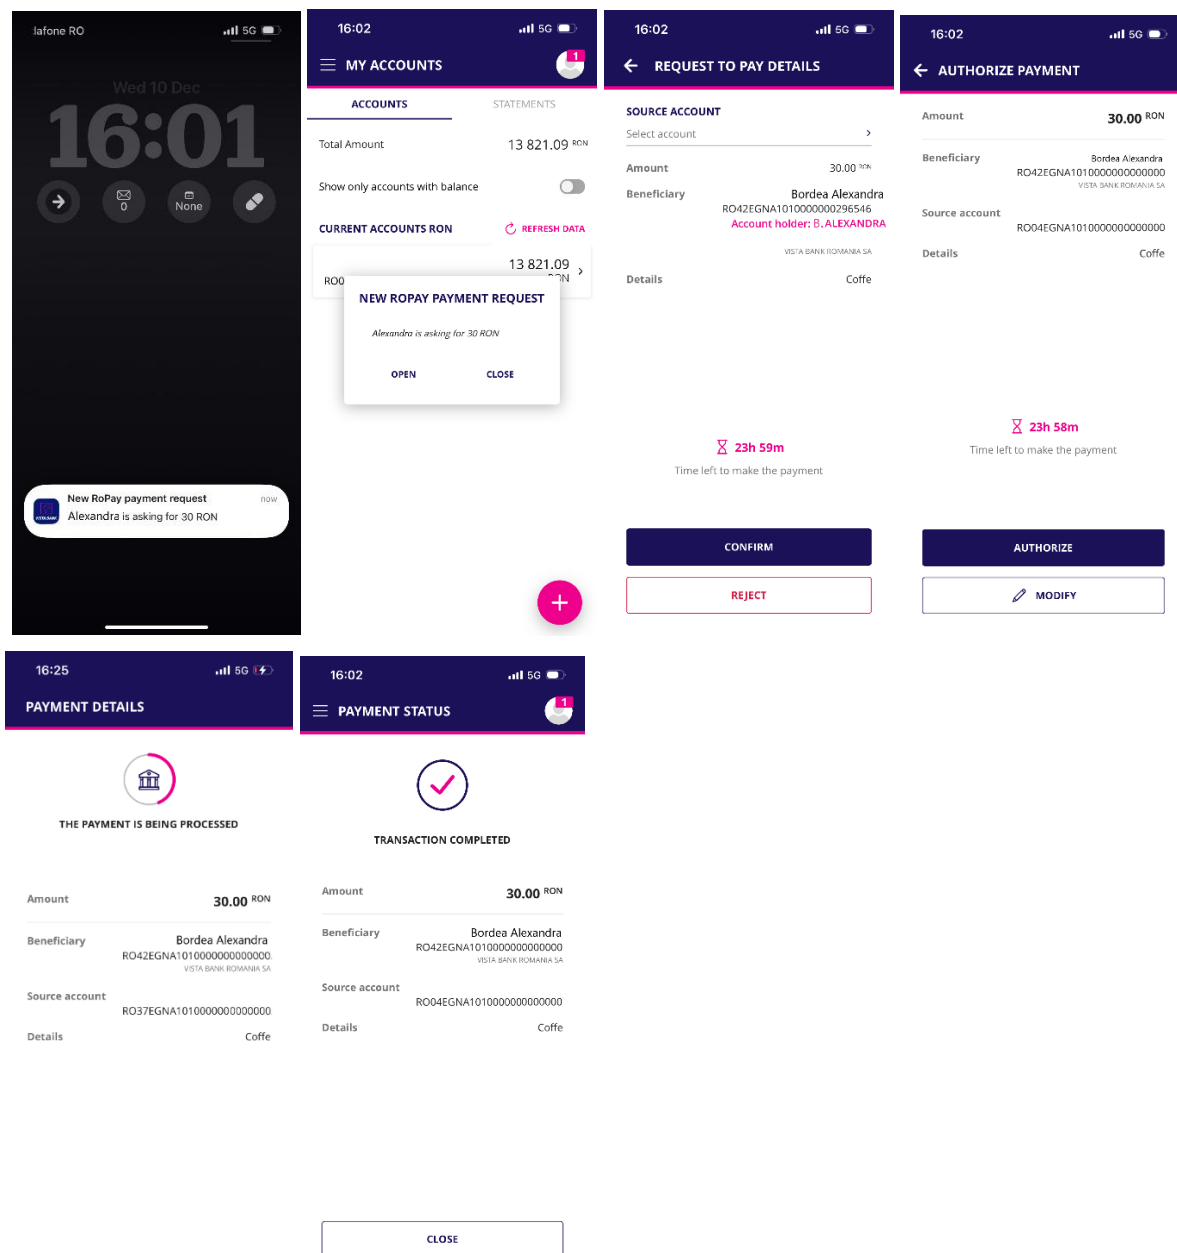 lafone RO
5G
Wed 10 Dec
16:01
0
None
New RoPay payment request
now
Alexandra is asking for 30 RON
16:02
5G
MY ACCOUNTS
1
ACCOUNTS
STATEMENTS
Total Amount
13 821.09 RON
Show only accounts with balance
CURRENT ACCOUNTS RON
REFRESH DATA
13 821.09
RO0
NEW ROPAY PAYMENT REQUEST
Alexandra is asking for 30 RON
OPEN
CLOSE
16:02
5G
REQUEST TO PAY DETAILS
SOURCE ACCOUNT
Select account
Amount
30.00 RON
Beneficiary
Bordea Alexandra
RO42EGNA1010000000296546
Account holder: B. ALEXANDRA
VISTA BANK ROMANIA SA
Details
Coffe
23h 59m
Time left to make the payment
CONFIRM
REJECT
16:02
5G
AUTHORIZE PAYMENT
Amount
30.00 RON
Beneficiary
Bordea Alexandra
RO42EGNA1010000000000000
VISTA BANK ROMANIA SA
Source account
RO04EGNA1010000000000000
Details
Coffe
23h 58m
Time left to make the payment
AUTHORIZE
MODIFY
16:25
5G
PAYMENT DETAILS
THE PAYMENT IS BEING PROCESSED
Amount
30.00 RON
Beneficiary
Bordea Alexandra
RO42EGNA1010000000000000
VISTA BANK ROMANIA SA
Source account
RO37EGNA1010000000000000
Details
Coffe
16:02
5G
PAYMENT STATUS
1
TRANSACTION COMPLETED
Amount
30.00 RON
Beneficiary
Bordea Alexandra
RO42EGNA1010000000000000
VISTA BANK ROMANIA SA
Source account
RO04EGNA1010000000000000
Details
Coffe
CLOSE